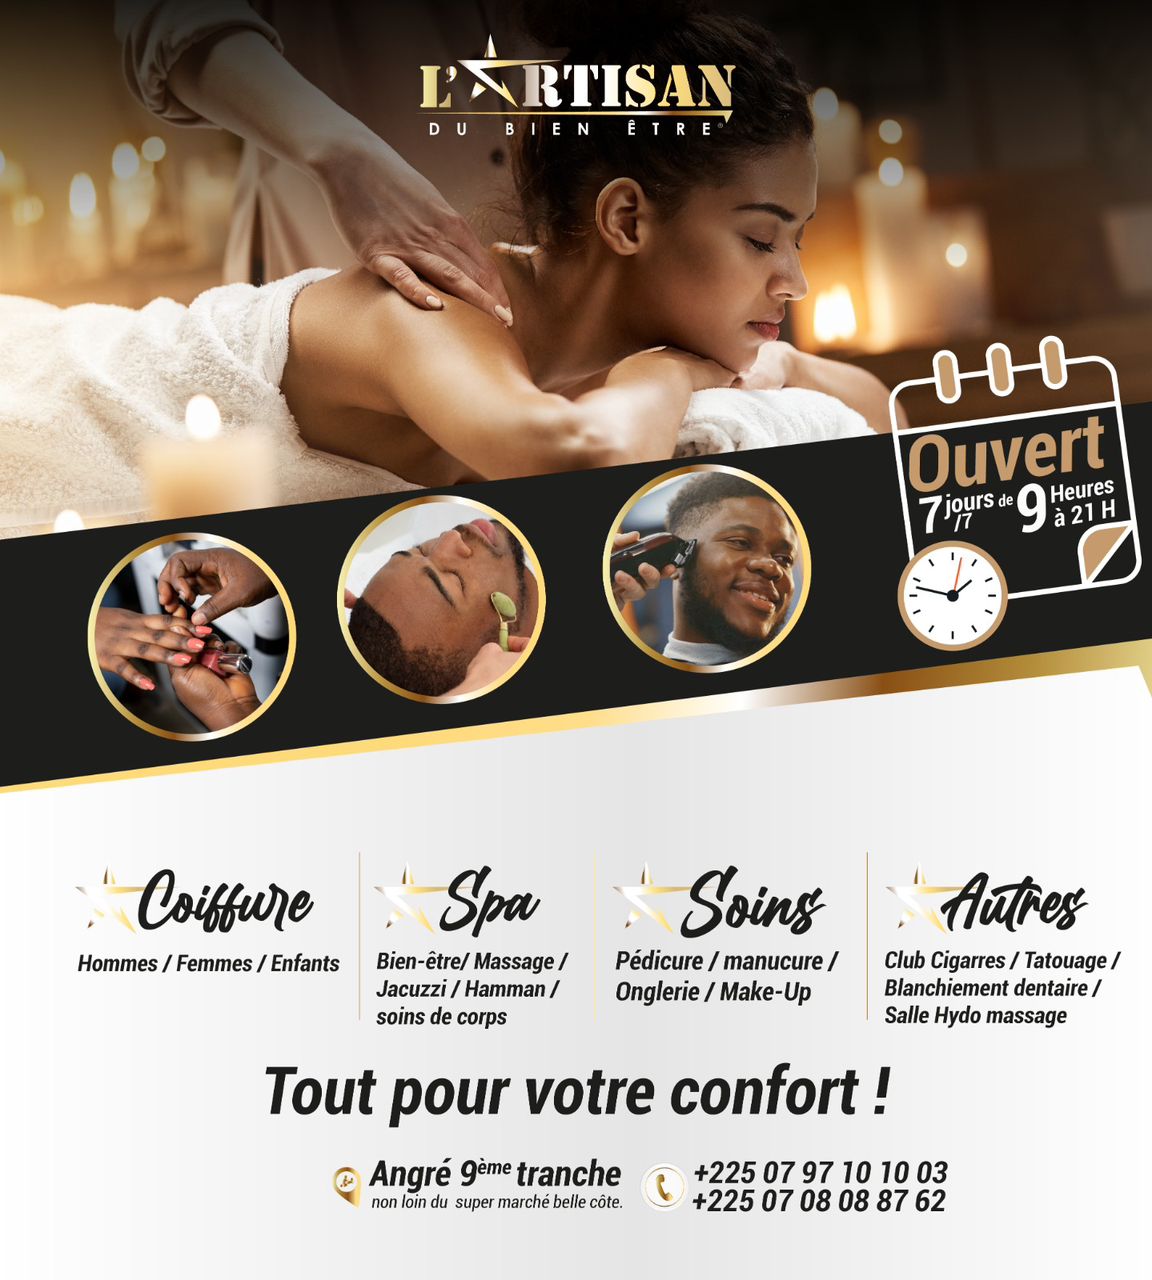 L'ARTISAN
DU BIEN ÊTRE®
Ouvert
7 jours /7 de 9 Heures à 21 H
Coiffure
Hommes / Femmes / Enfants
Spa
Bien-être/ Massage /
Jacuzzi / Hamman /
soins de corps
Soins
Pédicure / manucure /
Onglerie / Make-Up
Autres
Club Cigarres / Tatouage /
Blanchiement dentaire /
Salle Hydo massage
Tout pour votre confort !
Angré 9ème tranche
non loin du super marché belle côte.
+225 07 97 10 10 03
+225 07 08 08 87 62